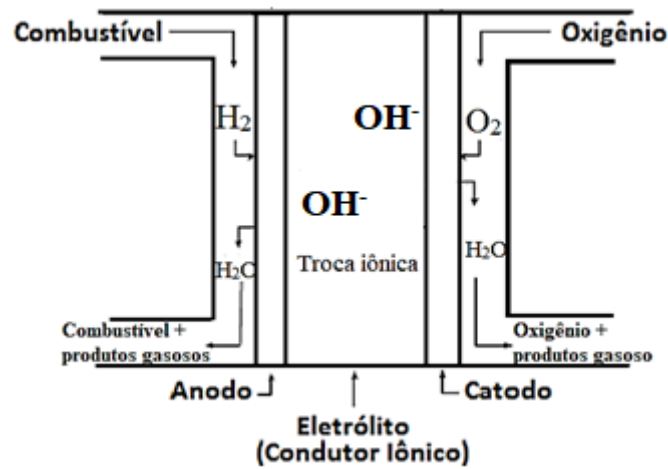 Combustível
Oxigênio
H₂
OH⁻
O₂
OH⁻
H₂C
Troca iônica
H₂O
Combustível +
produtos gasosos
Oxigênio +
produtos gasoso
Anodo
Catodo
Eletrólito
(Condutor Iônico)